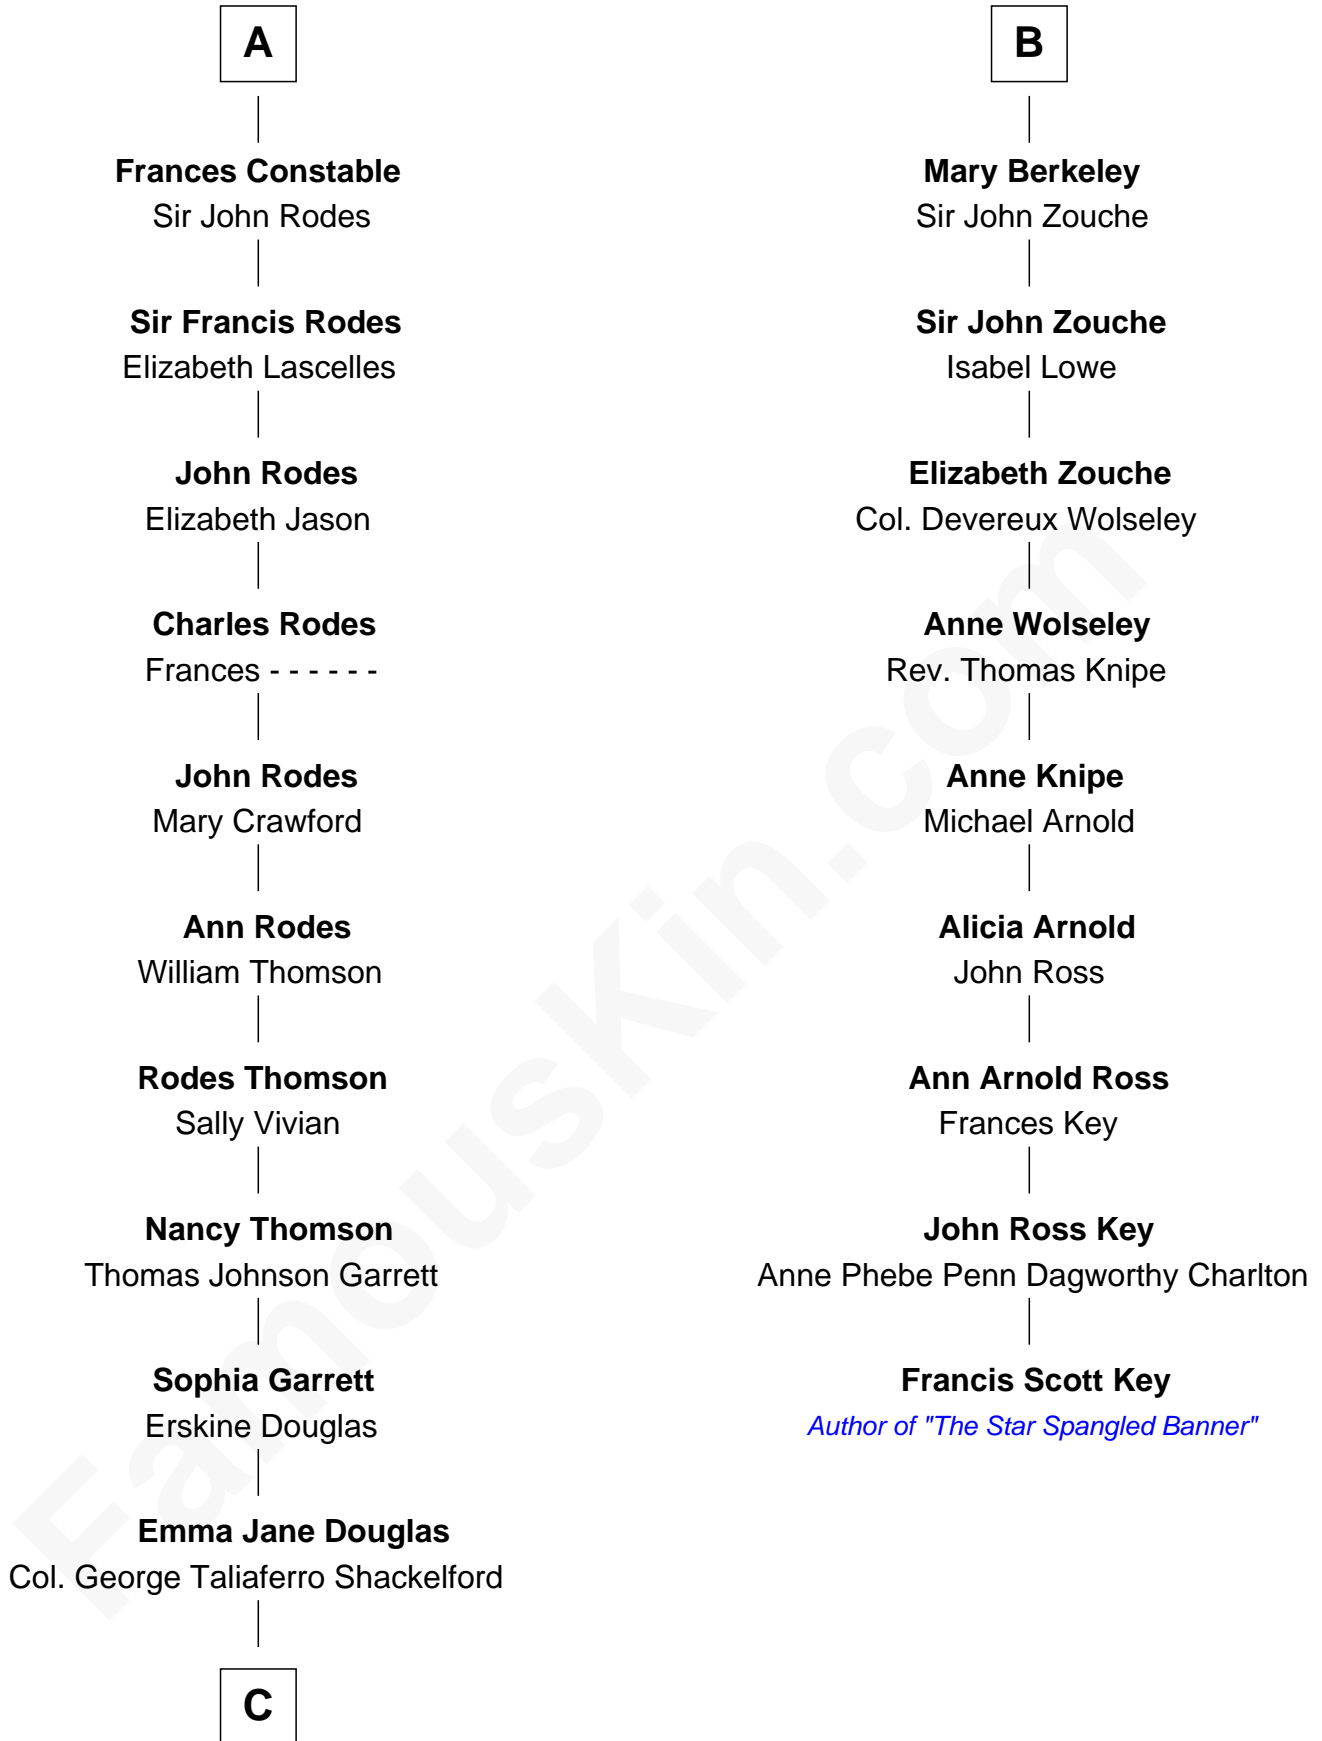 A
Frances Constable
Sir John Rodes
Sir Francis Rodes
Elizabeth Lascelles
John Rodes
Elizabeth Jason
Charles Rodes
Frances - - - - - -
John Rodes
Mary Crawford
Ann Rodes
William Thomson
Rodes Thomson
Sally Vivian
Nancy Thomson
Thomas Johnson Garrett
Sophia Garrett
Erskine Douglas
Emma Jane Douglas
Col. George Taliaferro Shackelford
C
B
Mary Berkeley
Sir John Zouche
Sir John Zouche
Isabel Lowe
Elizabeth Zouche
Col. Devereux Wolseley
Anne Wolseley
Rev. Thomas Knipe
Anne Knipe
Michael Arnold
Alicia Arnold
John Ross
Ann Arnold Ross
Frances Key
John Ross Key
Anne Phebe Penn Dagworthy Charlton
Francis Scott Key
Author of "The Star Spangled Banner"
FamousKin.com